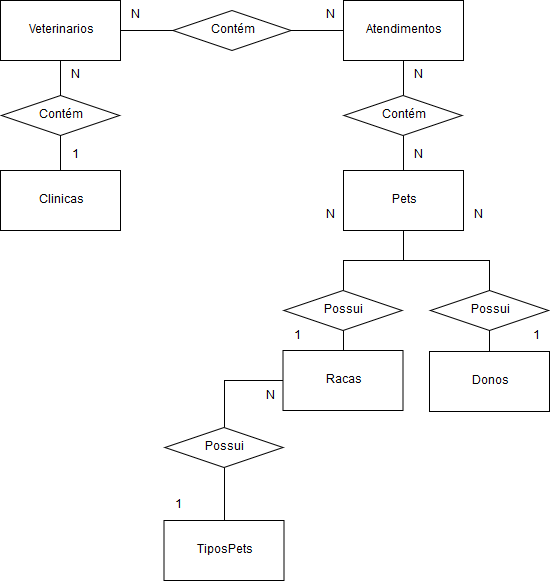 Veterinarios
N
Contém
N
Atendimentos
N
N
Contém
Contém
1
N
Clinicas
Pets
N
N
Possui
Possui
1
1
Racas
Donos
N
Possui
1
TiposPets